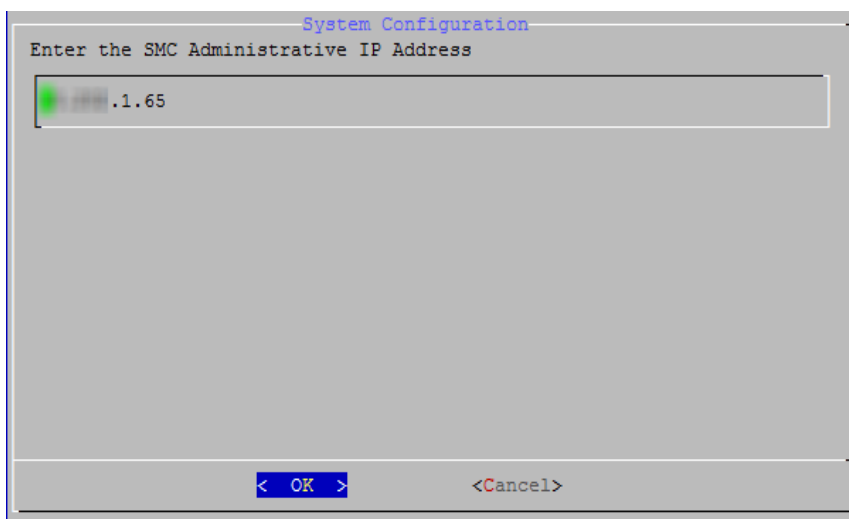 System Configuration
Enter the SMC Administrative IP Address
.1.65
< OK > <Cancel>